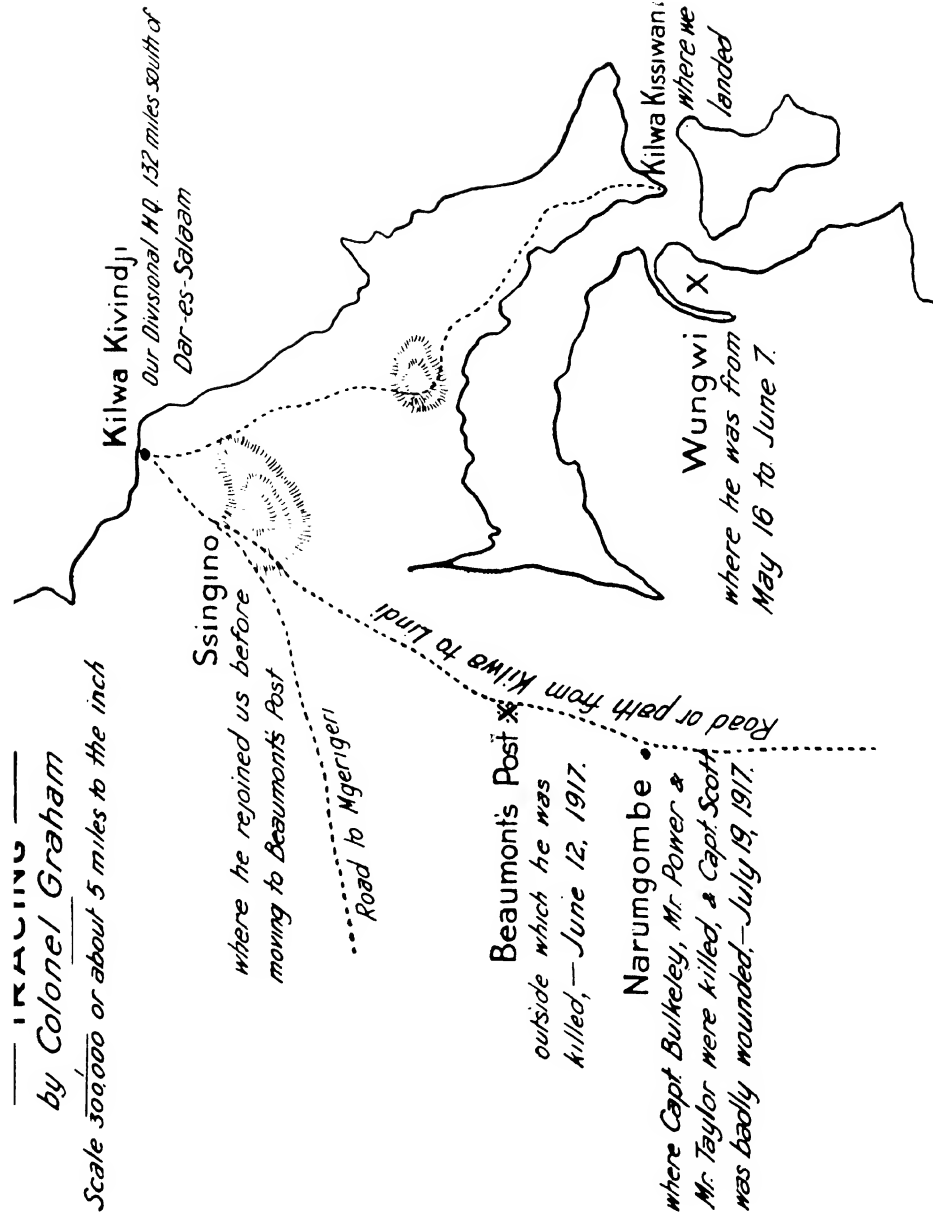 TRACING
by Colonel Graham
Scale 1/300,000 or about 5 miles to the inch
Kilwa Kivindji
Our Divisional H.Q. 132 miles south of
Dar-es-Salaam
Ssingino
where he rejoined us before
moving to Beaumont's Post
Road to Mgerigeri
Road or path from Kilwa to Lindi
Kilwa Kissiwani
where we
landed
Beaumont's Post
outside which he was
killed,—June 12, 1917.
Wungwi
where he was from
May 16 to June 7.
Narumgombe
where Capt. Bulkeley, Mr. Power &
Mr. Taylor were killed, & Capt. Scott
was badly wounded.—July 19, 1917.